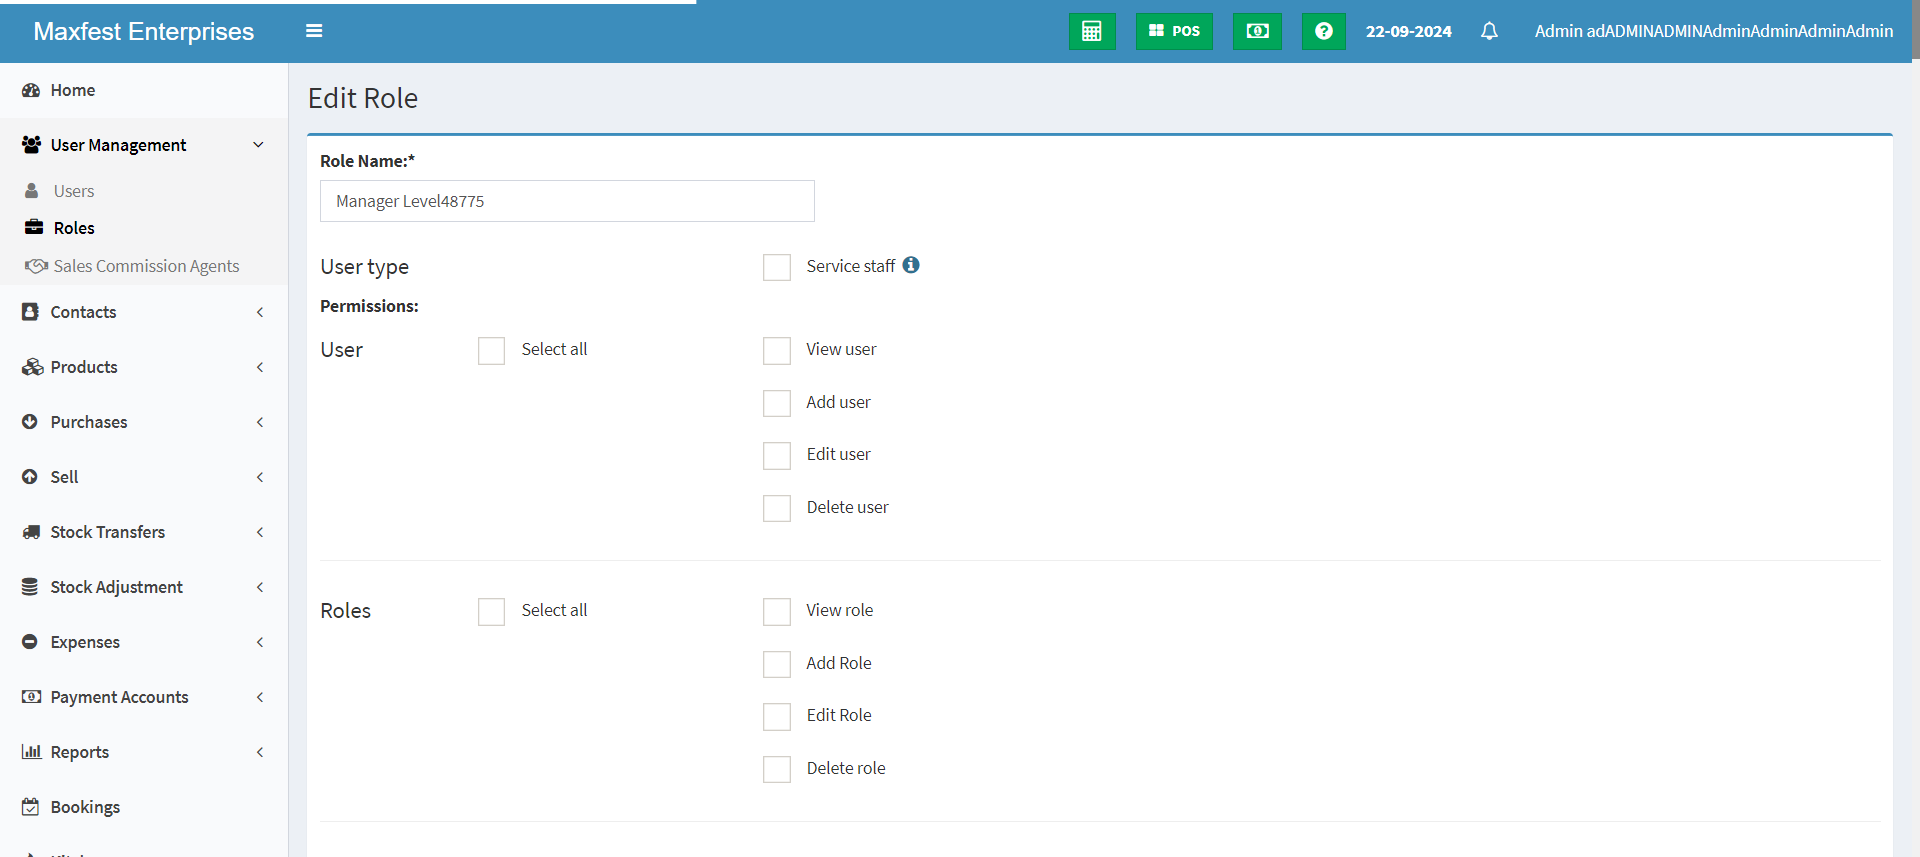 Maxfest Enterprises
POS
22-09-2024
Admin adADMINADMINAdminAdminAdminAdmin
Home
User Management
Users
Roles
Sales Commission Agents
Contacts
Products
Purchases
Sell
Stock Transfers
Stock Adjustment
Expenses
Payment Accounts
Reports
Bookings
Edit Role
Role Name:*
Manager Level48775
User type
Service staff
Permissions:
User
Select all
View user
Add user
Edit user
Delete user
Roles
Select all
View role
Add Role
Edit Role
Delete role